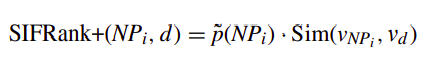 SIFRank+(NP_i, d) = p̃(NP_i) · Sim(v_{NP_i}, v_d)